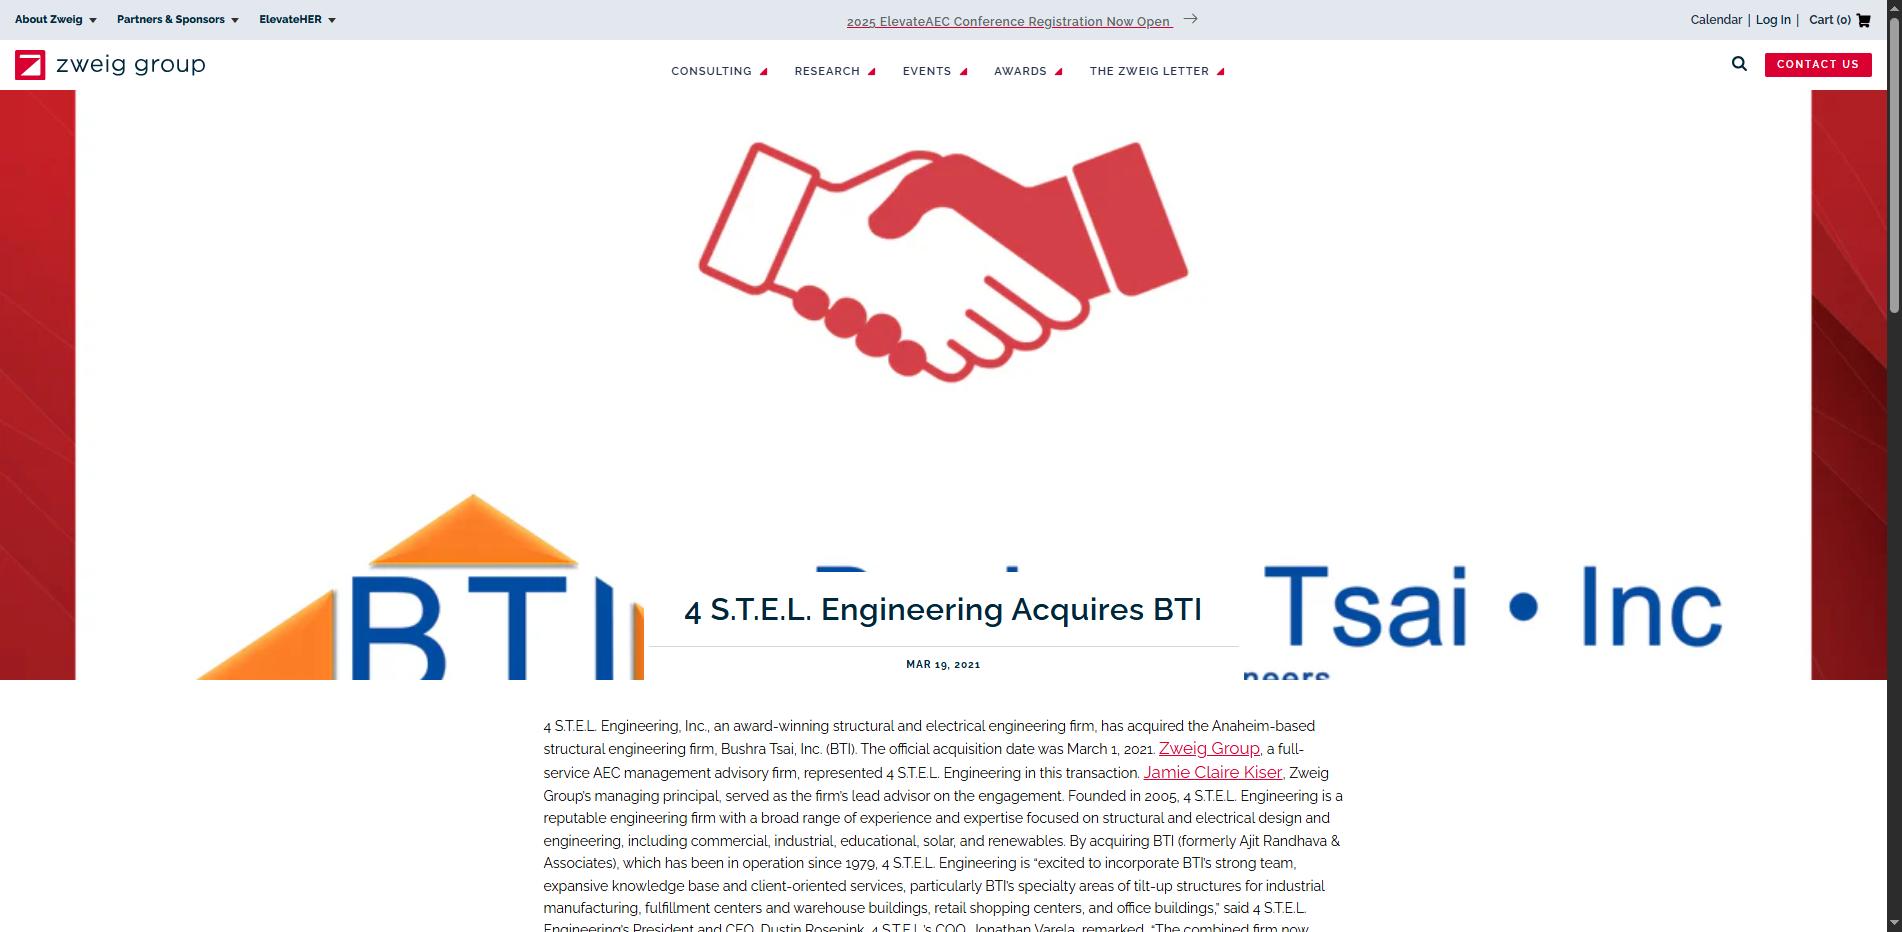 About Zweig
Partners & Sponsors
ElevateHER
2025 ElevateAEC Conference Registration Now Open
Calendar | Log In | Cart (0)
zweig group
CONSULTING
RESEARCH
EVENTS
AWARDS
THE ZWEIG LETTER
CONTACT US
BTI
Tsai • Inc
4 S.T.E.L. Engineering Acquires BTI
MAR 19, 2021
4 S.T.E.L. Engineering, Inc., an award-winning structural and electrical engineering firm, has acquired the Anaheim-based
structural engineering firm, Bushra Tsai, Inc. (BTI). The official acquisition date was March 1, 2021. Zweig Group, a full-
service AEC management advisory firm, represented 4 S.T.E.L. Engineering in this transaction. Jamie Claire Kiser, Zweig
Group's managing principal, served as the firm's lead advisor on the engagement. Founded in 2005, 4 S.T.E.L. Engineering is a
reputable engineering firm with a broad range of experience and expertise focused on structural and electrical design and
engineering, including commercial, industrial, educational, solar, and renewables. By acquiring BTI (formerly Ajit Randhava &
Associates), which has been in operation since 1979, 4 S.T.E.L. Engineering is “excited to incorporate BTI's strong team,
expansive knowledge base and client-oriented services, particularly BTI's specialty areas of tilt-up structures for industrial
manufacturing, fulfillment centers and warehouse buildings, retail shopping centers, and office buildings,” said 4 S.T.E.L.
Engineering's President and CEO, Dustin Rosepink. 4 S.T.E.L.'s COO, Jonathan Varela, remarked, “The combined firm now